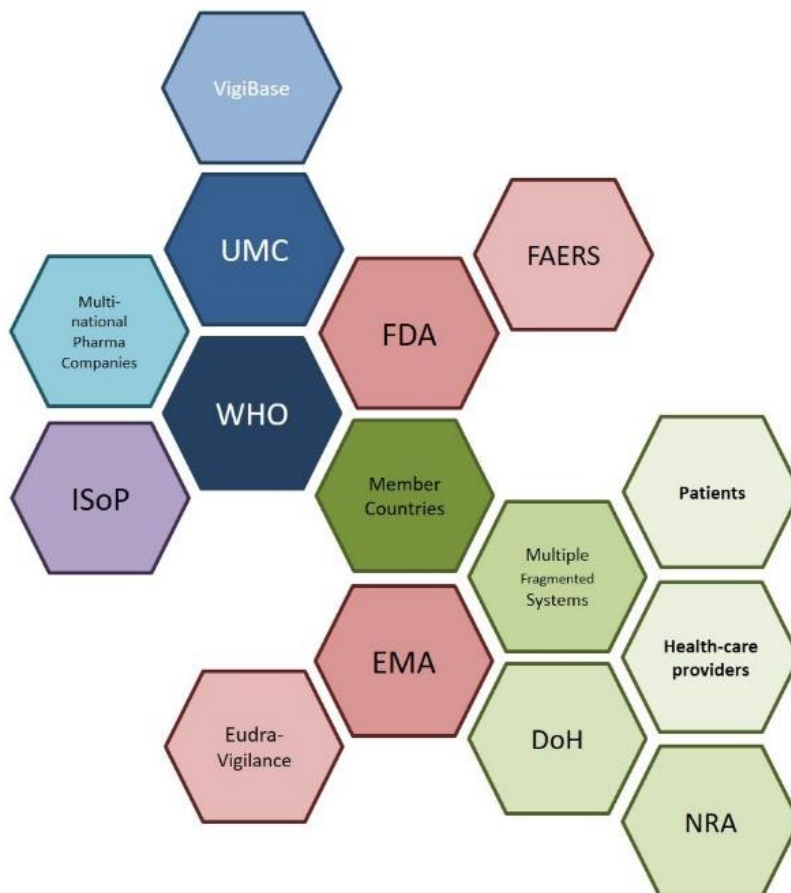 VigiBase
UMC
FAERS
Multi-
national
Pharma
Companies
FDA
WHO
ISoP
Member
Countries
Patients
Multiple
Fragmented
Systems
EMA
Health-care
providers
Eudra-
Vigilance
DoH
NRA